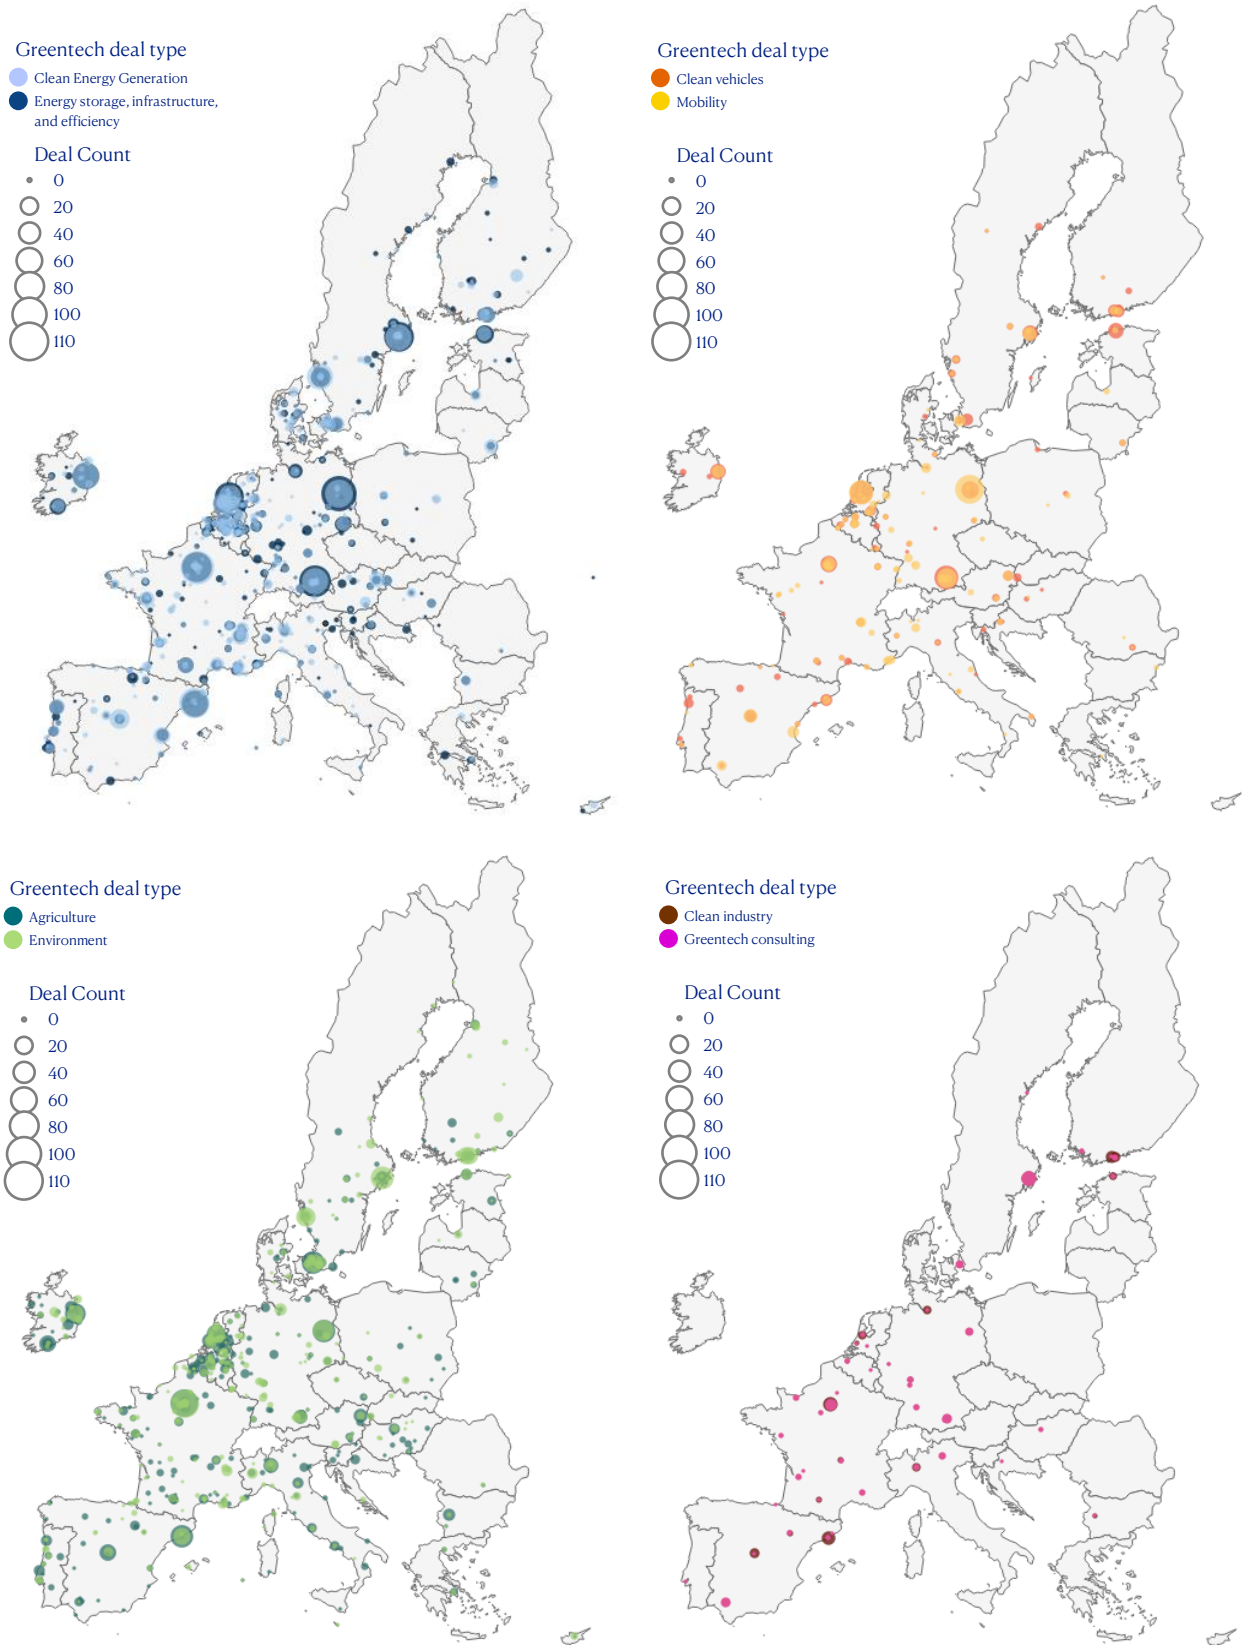 Greentech deal type
Clean Energy Generation
Energy storage, infrastructure,
and efficiency
Deal Count
0
20
40
60
80
100
110
Greentech deal type
Clean vehicles
Mobility
Deal Count
0
20
40
60
80
100
110
Greentech deal type
Agriculture
Environment
Deal Count
0
20
40
60
80
100
110
Greentech deal type
Clean industry
Greentech consulting
Deal Count
0
20
40
60
80
100
110